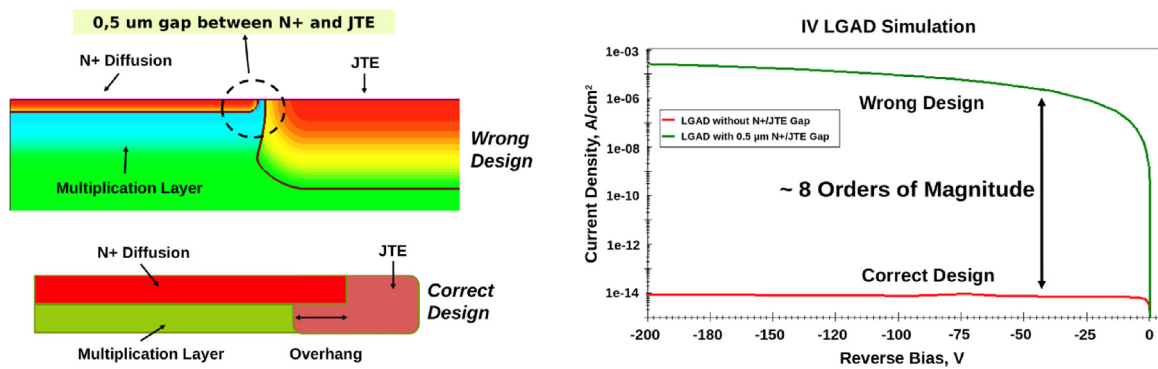 0,5 um gap between N+ and JTE
N+ Diffusion
JTE
Wrong
Design
Multiplication Layer
N+ Diffusion
JTE
Correct
Design
Multiplication Layer
Overhang
IV LGAD Simulation
Current Density, A/cm²
1e-03
1e-06
1e-08
1e-10
1e-12
1e-14
Wrong Design
LGAD without N+/JTE Gap
LGAD with 0.5 µm N+/JTE Gap
~ 8 Orders of Magnitude
Correct Design
-200 -150 -100 -75 -50 -25 0
Reverse Bias, V